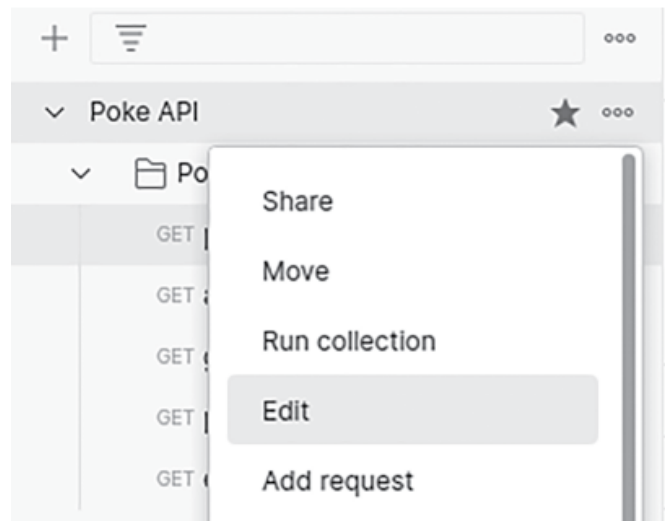 Poke API
Po
Share
GET
Move
GET
Run collection
GET
Edit
GET
Add request
GET